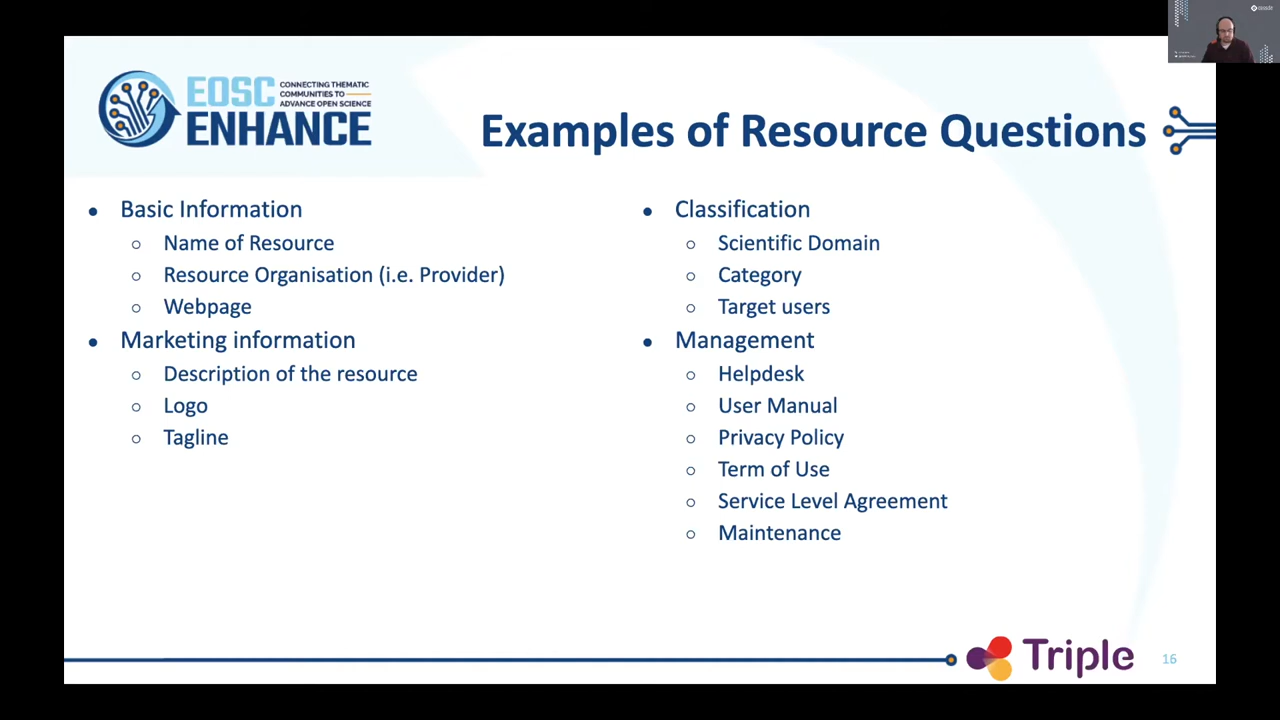 EOSC
ENHANCE
CONNECTING THEMATIC
COMMUNITIES TO
ADVANCE OPEN SCIENCE
Examples of Resource Questions
Basic Information
Name of Resource
Resource Organisation (i.e. Provider)
Webpage
Marketing information
Description of the resource
Logo
Tagline
Classification
Scientific Domain
Category
Target users
Management
Helpdesk
User Manual
Privacy Policy
Term of Use
Service Level Agreement
Maintenance
Triple
16